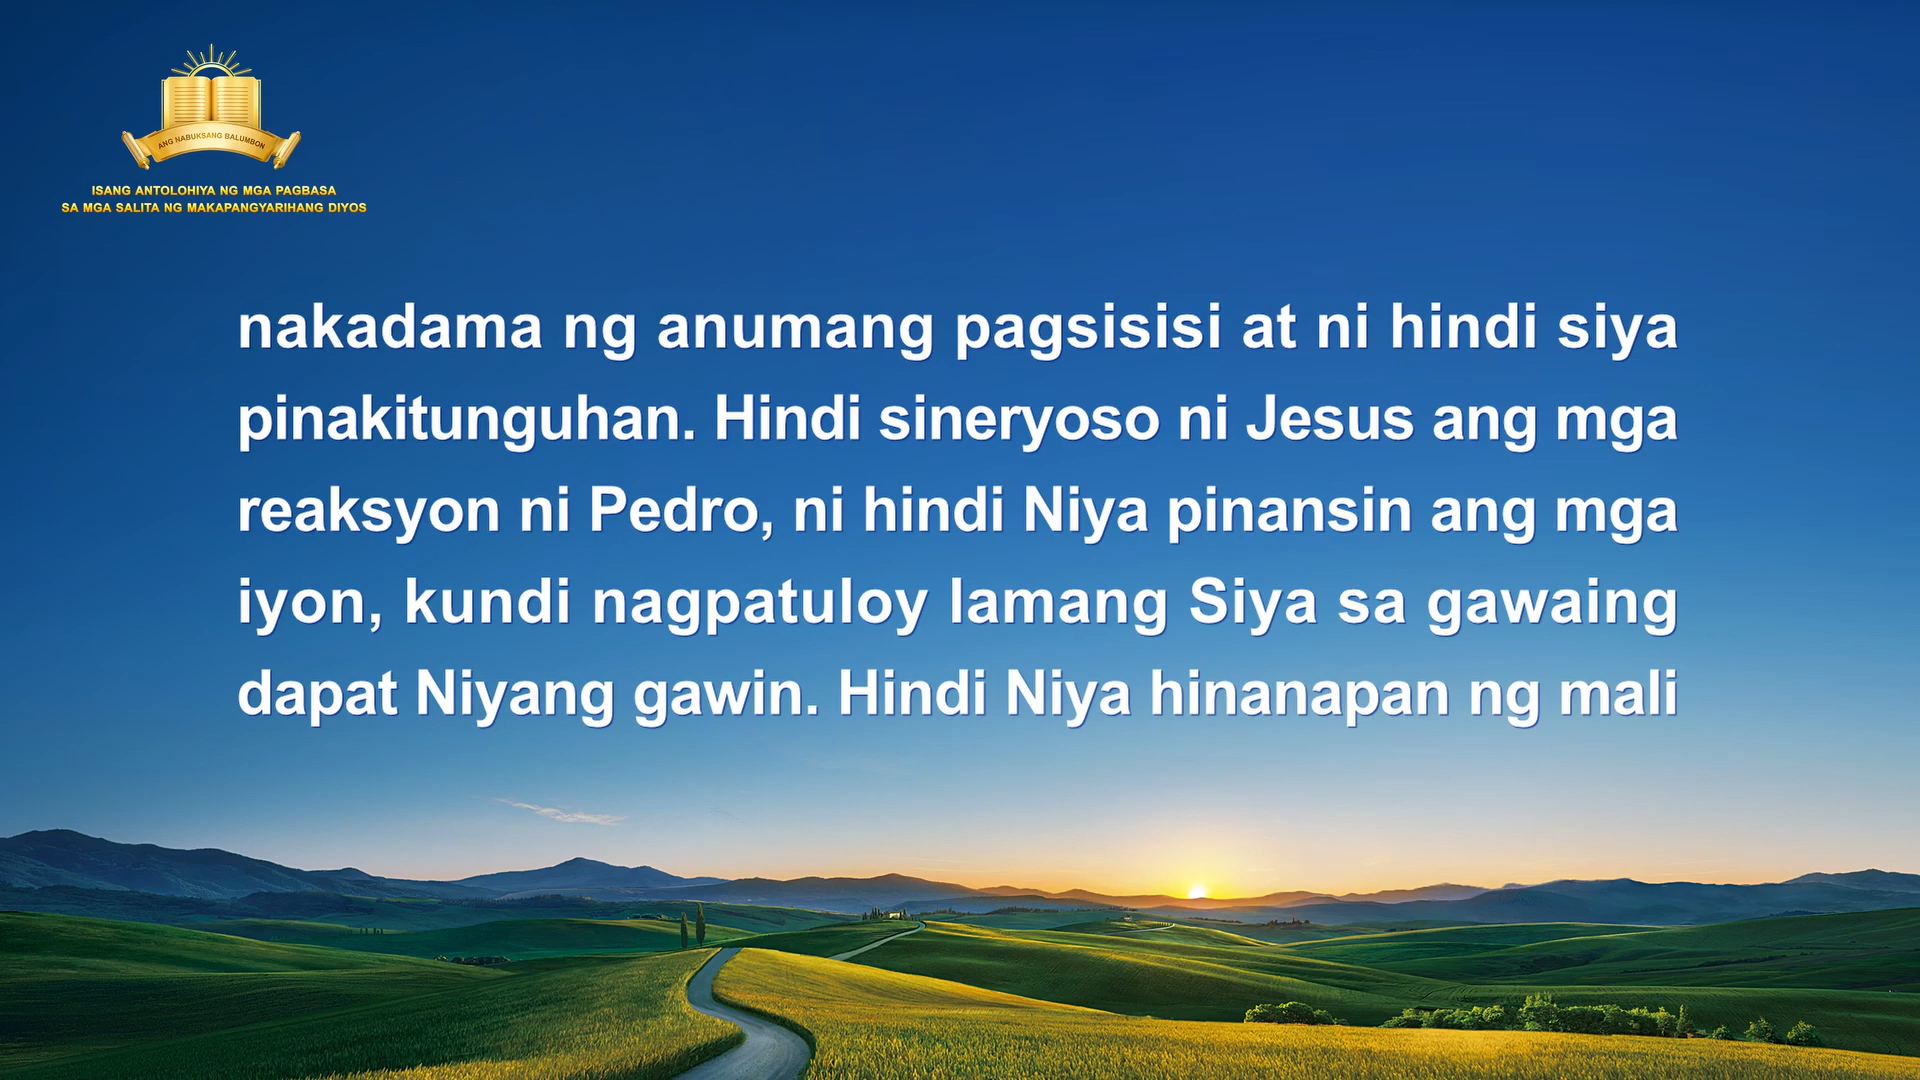 ANG NABUKSANG BALUMBON
ISANG ANTOLOHIYA NG MGA PAGBASA
SA MGA SALITA NG MAKAPANGYARIHANG DIYOS
nakadama ng anumang pagsisisi at ni hindi siya
pinakitunguhan. Hindi sineryoso ni Jesus ang mga
reaksyon ni Pedro, ni hindi Niya pinansin ang mga
iyon, kundi nagpatuloy lamang Siya sa gawaing
dapat Niyang gawin. Hindi Niya hinanapan ng mali